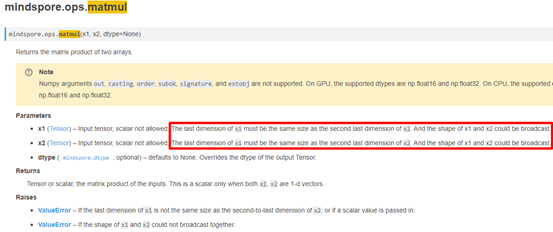 mindspore.ops.matmul
mindspore.ops.matmul(x1, x2, dtype=None)
Returns the matrix product of two arrays.
Note
Numpy arguments out, casting, order, subok, signature, and extobj are not supported. On GPU, the supported dtypes are np.float16 and np.float32. On CPU, the supported d
np.float16 and np.float32.
Parameters
• x1 (Tensor) – Input tensor, scalar not allowed. The last dimension of x1 must be the same size as the second last dimension of x2. And the shape of x1 and x2 could be broadcast.
• x2 (Tensor) – Input tensor, scalar not allowed. The last dimension of x1 must be the same size as the second last dimension of x2. And the shape of x1 and x2 could be broadcast.
• dtype ( mindspore.dtype , optional) – defaults to None. Overrides the dtype of the output Tensor.
Returns
Tensor or scalar, the matrix product of the inputs. This is a scalar only when both x1, x2 are 1-d vectors.
Raises
• ValueError – If the last dimension of x1 is not the same size as the second-to-last dimension of x2, or if a scalar value is passed in.
• ValueError – If the shape of x1 and x2 could not broadcast together.